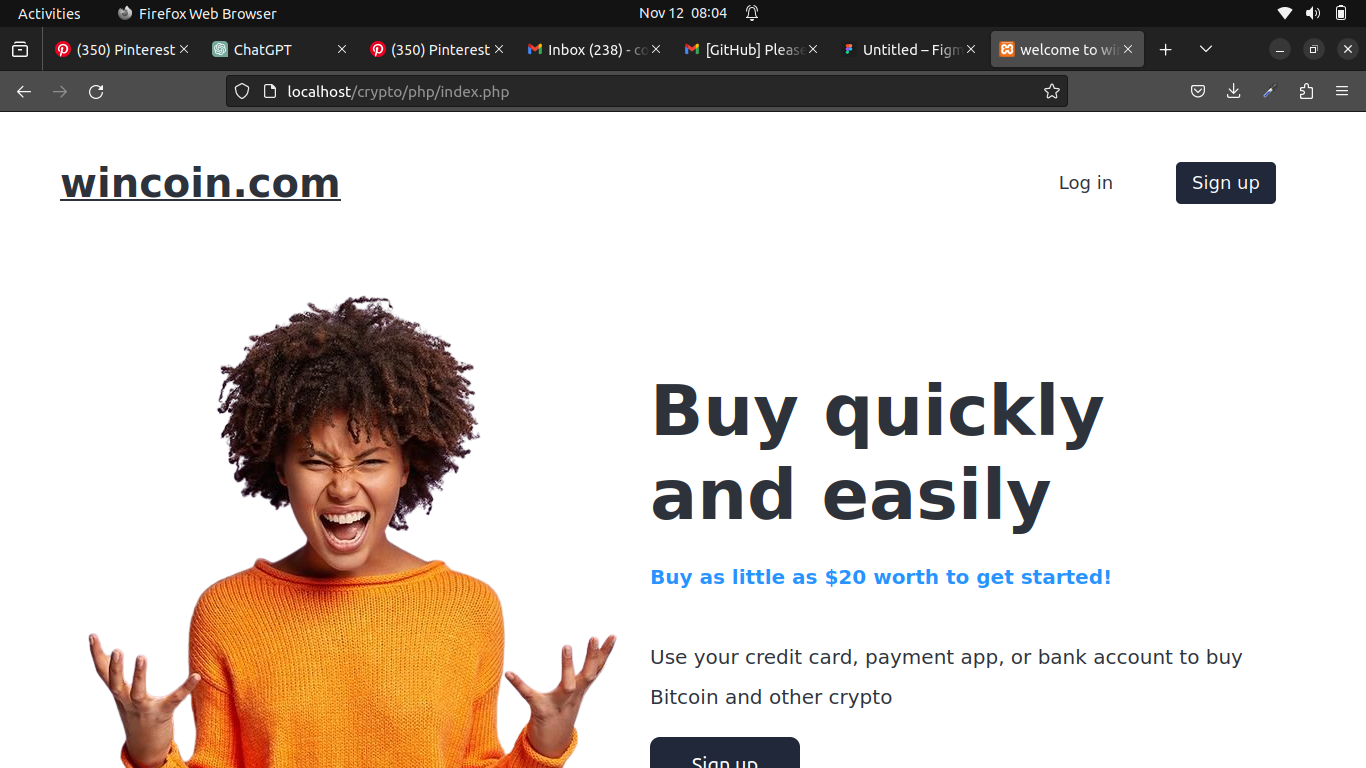 Activities Firefox Web Browser Nov 12 08:04
(350) Pinterest ChatGPT (350) Pinterest Inbox (238) - co [GitHub] Please Untitled – Figm welcome to win
localhost/crypto/php/index.php
wincoin.com Log in Sign up
Buy quickly
and easily
Buy as little as $20 worth to get started!
Use your credit card, payment app, or bank account to buy
Bitcoin and other crypto
Sign up